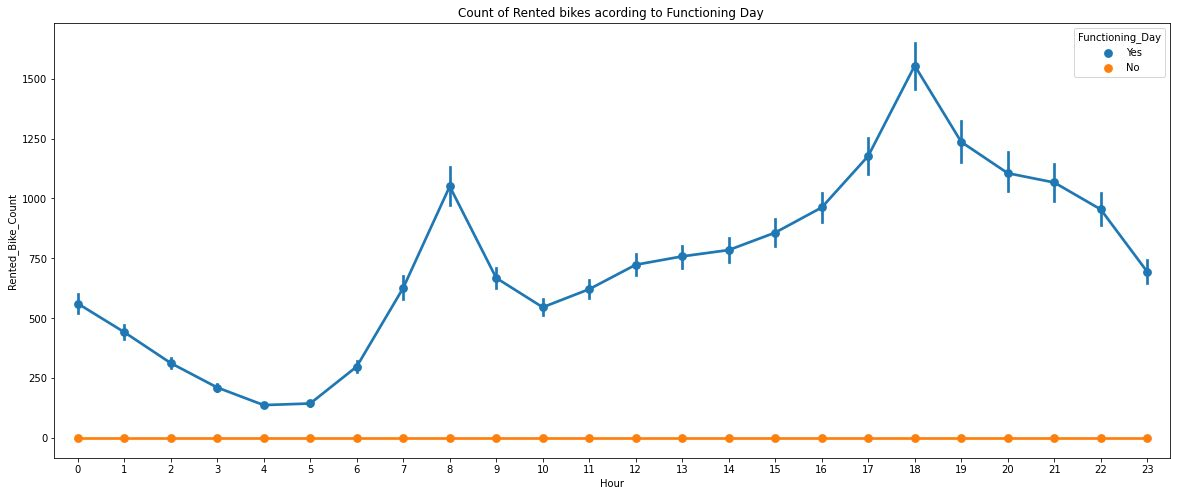 Count of Rented bikes acording to Functioning Day
Functioning_Day
Yes
No
Rented_Bike_Count
1500
1250
1000
750
500
250
0
0 1 2 3 4 5 6 7 8 9 10 11 12 13 14 15 16 17 18 19 20 21 22 23
Hour